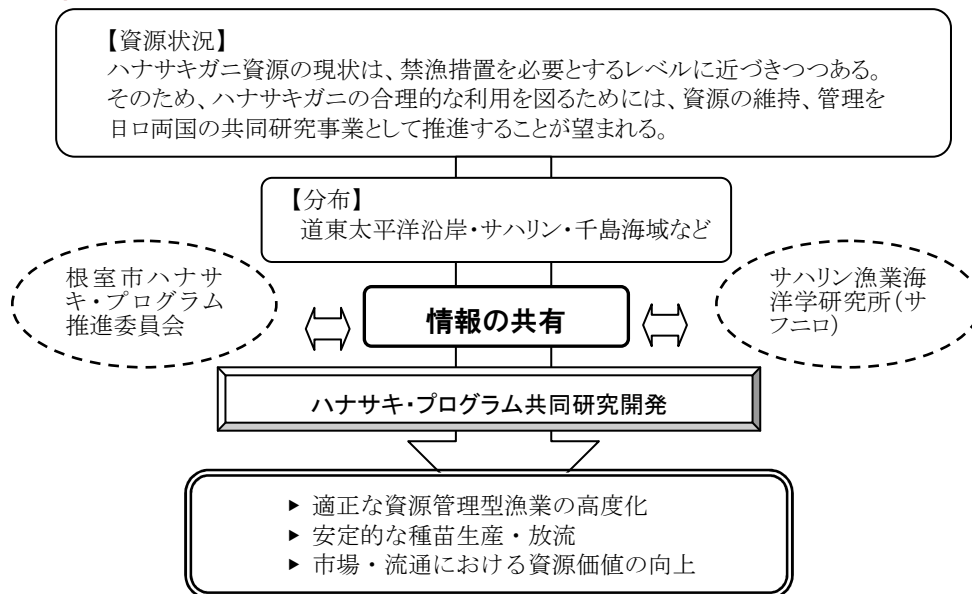 【資源状況】
ハナサキガニ資源の現状は、禁漁措置を必要とするレベルに近づきつつある。
そのため、ハナサキガニの合理的な利用を図るためには、資源の維持、管理を
日ロ両国の共同研究事業として推進することが望まれる。
【分布】
道東太平洋沿岸・サハリン・千島海域など
根室市ハナサ
キ・プログラム
推進委員会
情報の共有
サハリン漁業海
洋学研究所(サ
フニロ)
ハナサキ・プログラム共同研究開発
▶ 適正な資源管理型漁業の高度化
▶ 安定的な種苗生産・放流
▶ 市場・流通における資源価値の向上